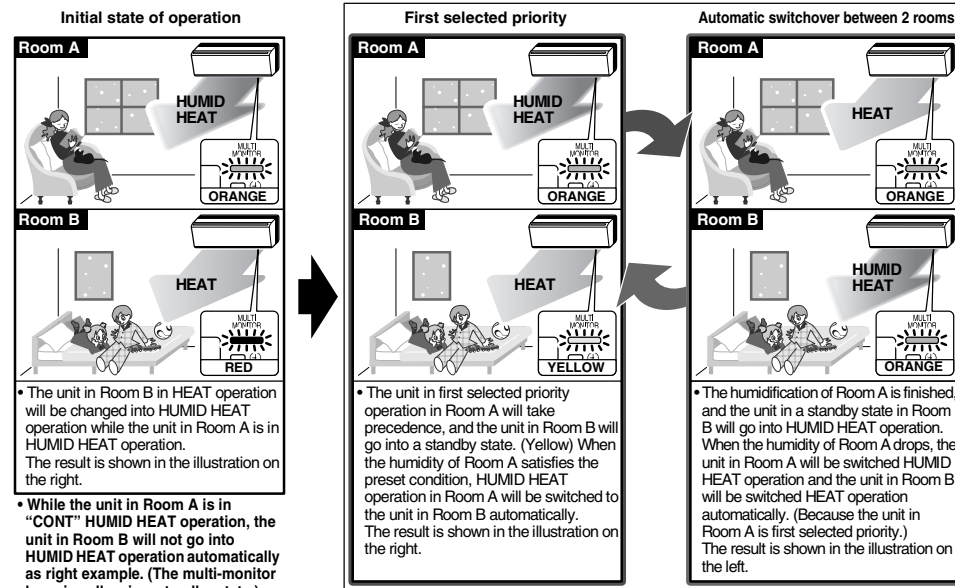 Initial state of operation
Room A
HUMID
HEAT
MULTI
MONITOR
ORANGE
Room B
HEAT
MULTI
MONITOR
RED
• The unit in Room B in HEAT operation
will be changed into HUMID HEAT
operation while the unit in Room A is in
HUMID HEAT operation.
The result is shown in the illustration on
the right.
• While the unit in Room A is in
“CONT” HUMID HEAT operation, the
unit in Room B will not go into
HUMID HEAT operation automatically
as right example. (The multi-monitor
First selected priority
Room A
HUMID
HEAT
MULTI
MONITOR
ORANGE
Room B
HEAT
MULTI
MONITOR
YELLOW
• The unit in first selected priority
operation in Room A will take
precedence, and the unit in Room B will
go into a standby state. (Yellow) When
the humidity of Room A satisfies the
preset condition, HUMID HEAT
operation in Room A will be switched to
the unit in Room B automatically.
The result is shown in the illustration on
the right.
Automatic switchover between 2 rooms
Room A
HEAT
MULTI
MONITOR
ORANGE
Room B
HUMID
HEAT
MULTI
MONITOR
ORANGE
• The humidification of Room A is finished,
and the unit in a standby state in Room
B will go into HUMID HEAT operation.
When the humidity of Room A drops, the
unit in Room A will be switched HUMID
HEAT operation and the unit in Room B
will be switched HEAT operation
automatically. (Because the unit in
Room A is first selected priority.)
The result is shown in the illustration on
the left.